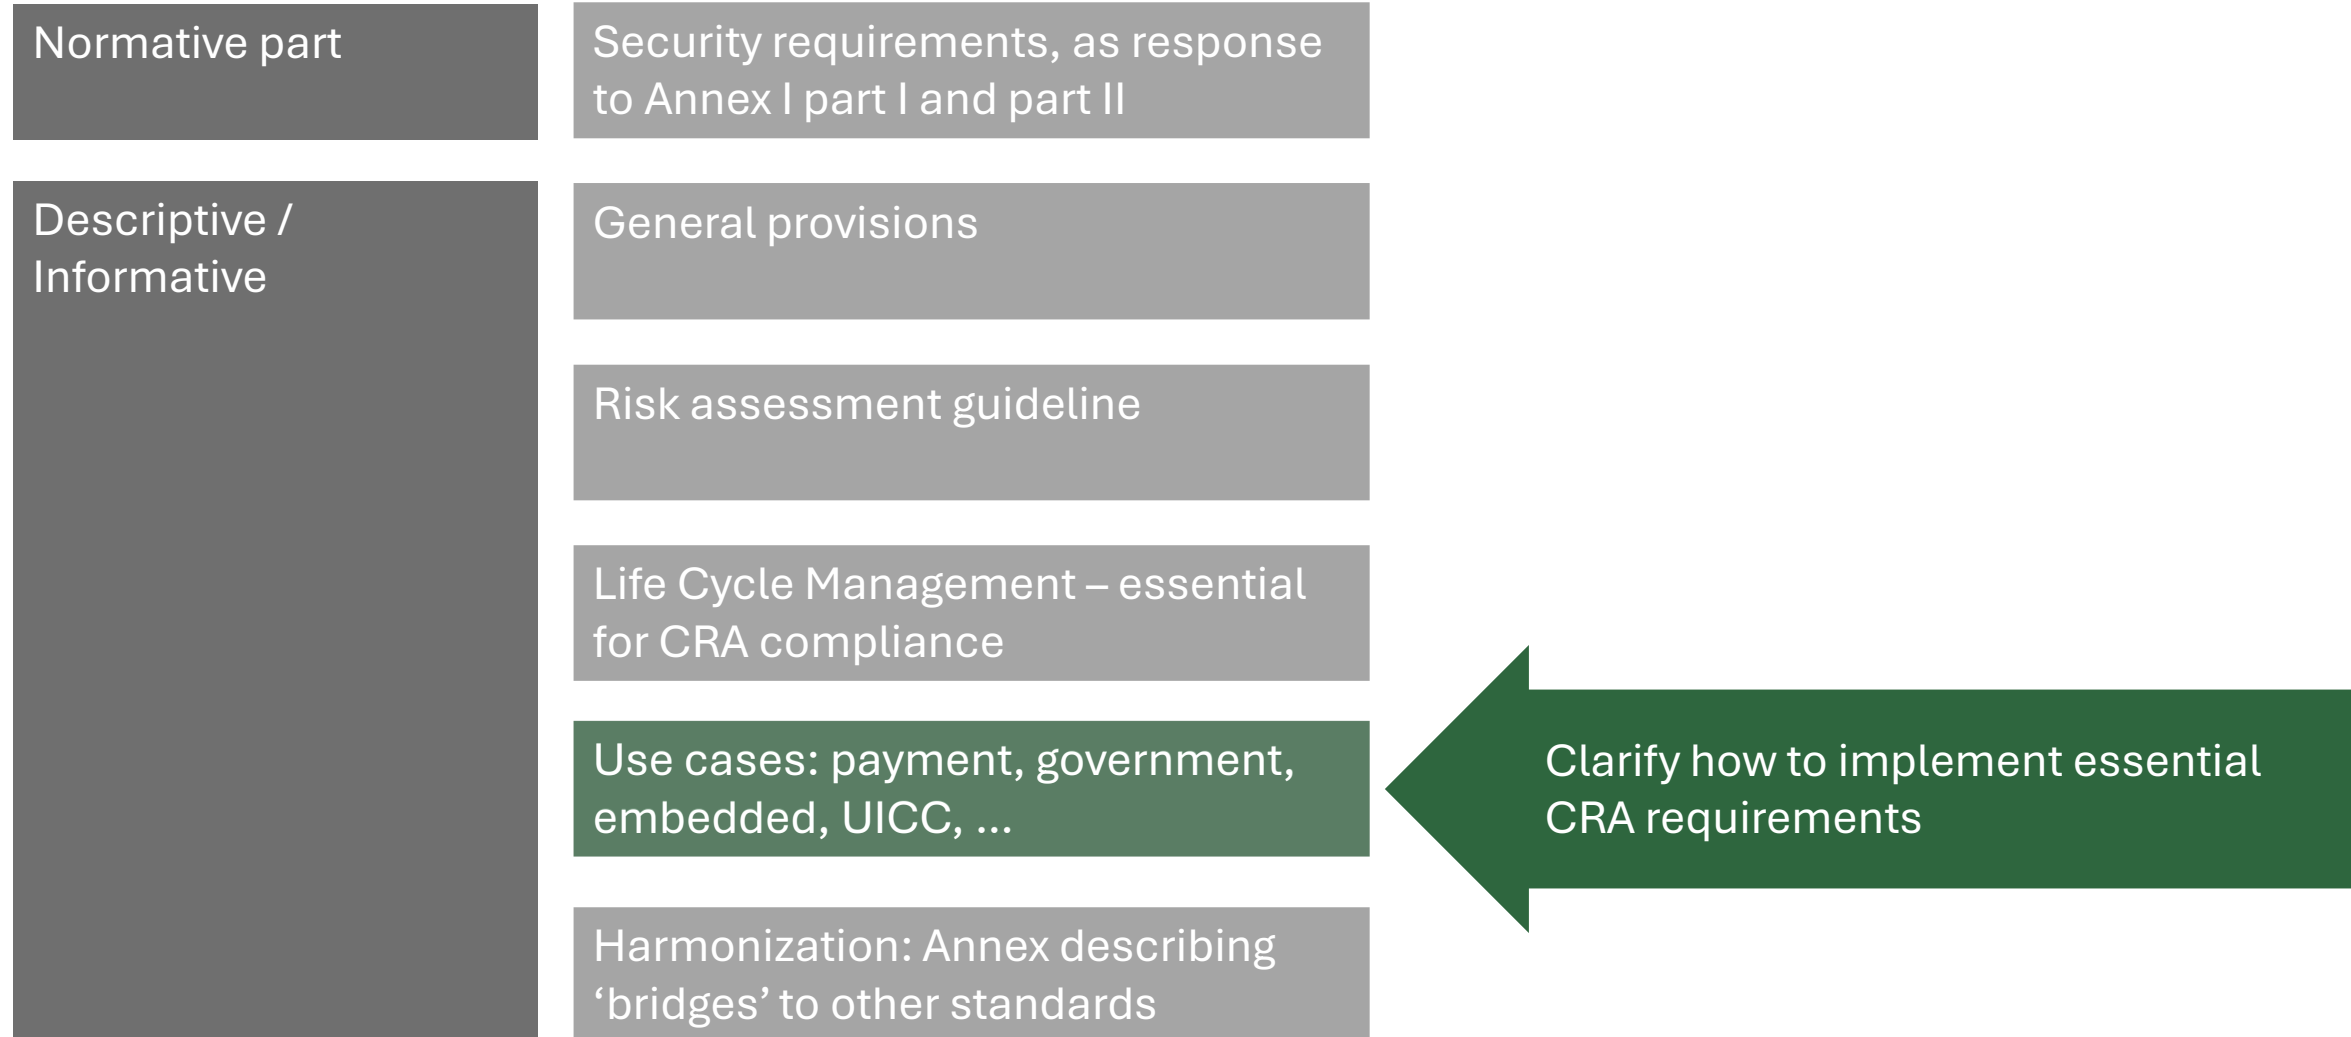 Normative part
Security requirements, as response
to Annex I part I and part II
Descriptive /
Informative
General provisions
Risk assessment guideline
Life Cycle Management – essential
for CRA compliance
Use cases: payment, government,
embedded, UICC, ...
Clarify how to implement essential
CRA requirements
Harmonization: Annex describing
‘bridges’ to other standards